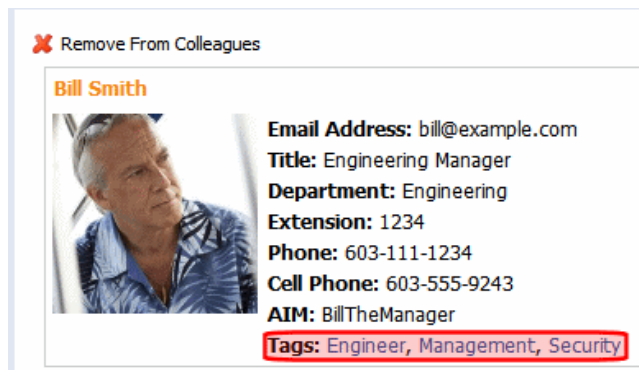 Remove From Colleagues
Bill Smith
Email Address: bill@example.com
Title: Engineering Manager
Department: Engineering
Extension: 1234
Phone: 603-111-1234
Cell Phone: 603-555-9243
AIM: BillTheManager
Tags: Engineer, Management, Security